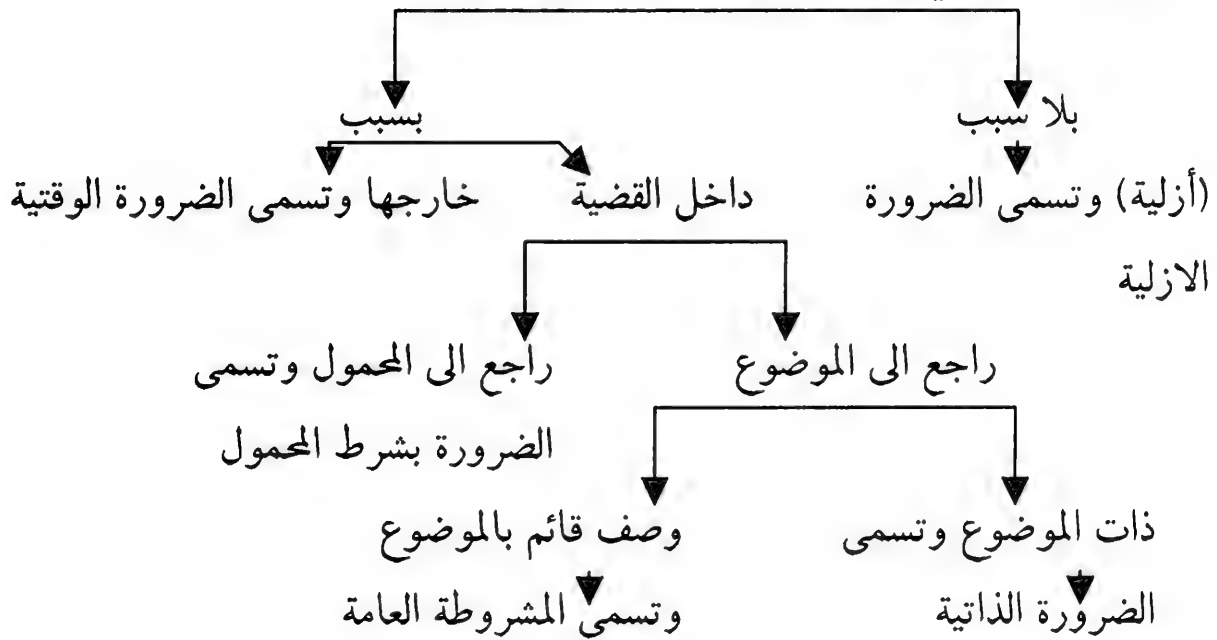 بلا سبب بسبب
(أزلية) وتسمى الضرورة داخل القضية خارجها وتسمى الضرورة الوقتية
الازلية
راجع الى الموضوع راجع الى المحمول وتسمى
الضرورة بشرط المحمول
ذات الموضوع وتسمى وصف قائم بالموضوع
الضرورة الذاتية وتسمى المشروطة العامة